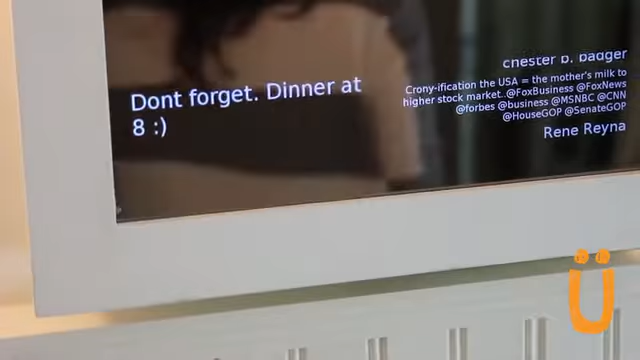 Dont forget. Dinner at
8 :)
chester b. badger
Crony-ification the USA = the mother's milk to
higher stock market..@FoxBusiness @FoxNews
@forbes @business @MSNBC @CNN
@HouseGOP @SenateGOP
Rene Reyna
Ü